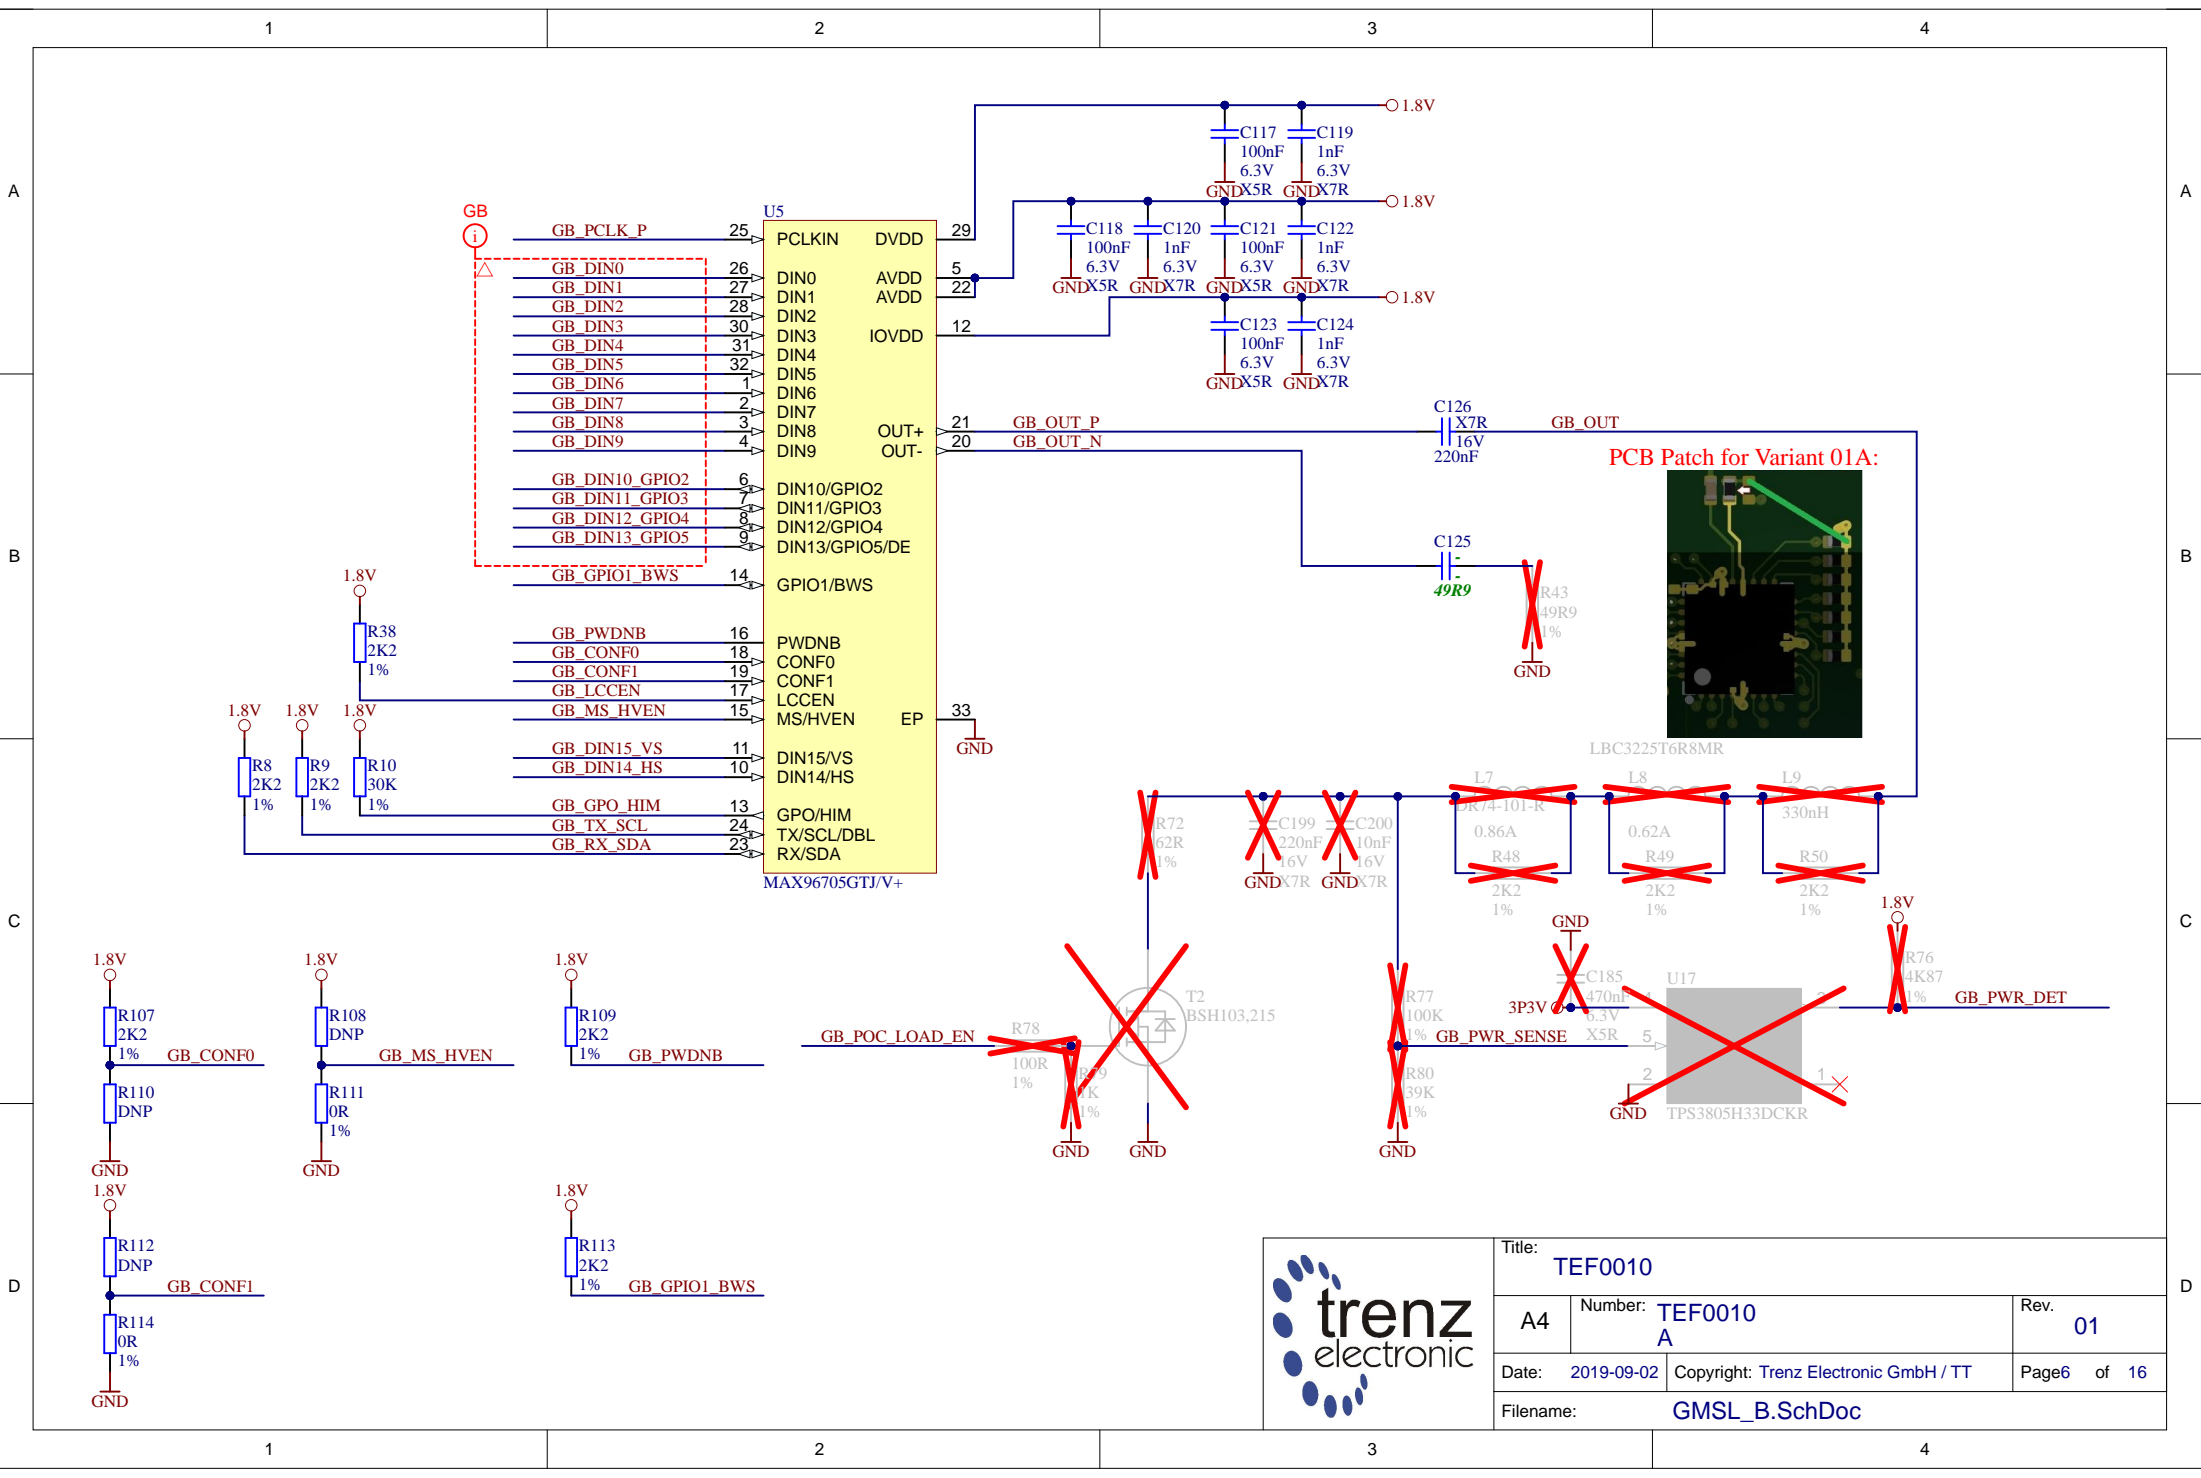 1
2
3
4
A
A
B
B
C
C
D
D
1.8V
C117
100nF
6.3V
X5R
GND
C119
1nF
6.3V
X7R
GND
1.8V
C118
100nF
6.3V
X5R
GND
C120
1nF
6.3V
X7R
GND
C121
100nF
6.3V
X5R
GND
C122
1nF
6.3V
X7R
GND
1.8V
C123
100nF
6.3V
X5R
GND
C124
1nF
6.3V
X7R
GND
GB
i
U5
GB_PCLK_P 25 PCLKIN
GB_DIN0 26 DIN0
GB_DIN1 27 DIN1
GB_DIN2 28 DIN2
GB_DIN3 30 DIN3
GB_DIN4 31 DIN4
GB_DIN5 32 DIN5
GB_DIN6 1 DIN6
GB_DIN7 2 DIN7
GB_DIN8 3 DIN8
GB_DIN9 4 DIN9
GB_DIN10_GPIO2 6 DIN10/GPIO2
GB_DIN11_GPIO3 7 DIN11/GPIO3
GB_DIN12_GPIO4 8 DIN12/GPIO4
GB_DIN13_GPIO5 9 DIN13/GPIO5/DE
GB_GPIO1_BWS 14 GPIO1/BWS
GB_PWDNB 16 PWDNB
GB_CONF0 18 CONF0
GB_CONF1 19 CONF1
GB_LCCEN 17 LCCEN
GB_MS_HVEN 15 MS/HVEN
GB_DIN15_VS 11 DIN15/VS
GB_DIN14_HS 10 DIN14/HS
GB_GPO_HIM 13 GPO/HIM
GB_TX_SCL 24 TX/SCL/DBL
GB_RX_SDA 23 RX/SDA
DVDD 29
AVDD 5
AVDD 22
IOVDD 12
OUT+ 21 GB_OUT_P
OUT- 20 GB_OUT_N
EP 33
GND
MAX96705GTJ/V+
1.8V
R38
2K2
1%
1.8V
R8
2K2
1%
1.8V
R9
2K2
1%
1.8V
R10
30K
1%
C126
X7R
16V
220nF
GB_OUT
PCB Patch for Variant 01A:
C125
-
-
49R9
R43
49R9
1%
GND
LBC3225T6R8MR
L7
DR74-101-R
0.86A
L8
0.62A
L9
330nH
R48
2K2
1%
R49
2K2
1%
R50
2K2
1%
R72
62R
1%
C199
220nF
16V
X7R
GND
C200
10nF
16V
X7R
GND
1.8V
R107
2K2
1%
GB_CONF0
R110
DNP
GND
1.8V
R108
DNP
GB_MS_HVEN
R111
0R
1%
GND
1.8V
R109
2K2
1%
GB_PWDNB
GB_POC_LOAD_EN
R78
100R
1%
R79
1K
1%
GND
T2
BSH103,215
GND
R77
100K
1%
GB_PWR_SENSE
R80
39K
1%
GND
GND
C185
470nF
6.3V
X5R
3P3V
U17
5
2
1
GND
TPS3805H33DCKR
1.8V
R76
4K87
1%
GB_PWR_DET
1.8V
R112
DNP
GB_CONF1
R114
0R
1%
GND
1.8V
R113
2K2
1%
GB_GPIO1_BWS
trenz
electronic
Title:
TEF0010
A4
Number: TEF0010
A
Rev.
01
Date: 2019-09-02
Copyright: Trenz Electronic GmbH / TT
Page6 of 16
Filename: GMSL_B.SchDoc
1
2
3
4